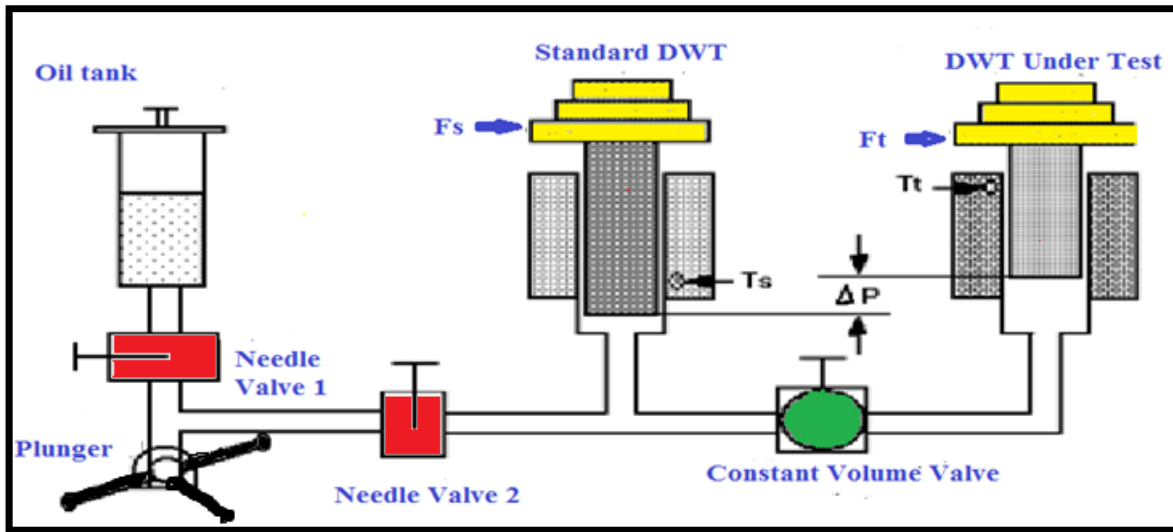 Standard DWT
DWT Under Test
Oil tank
Fs
Ft
Tt
Ts
Δ P
Needle
Valve 1
Plunger
Needle Valve 2
Constant Volume Valve